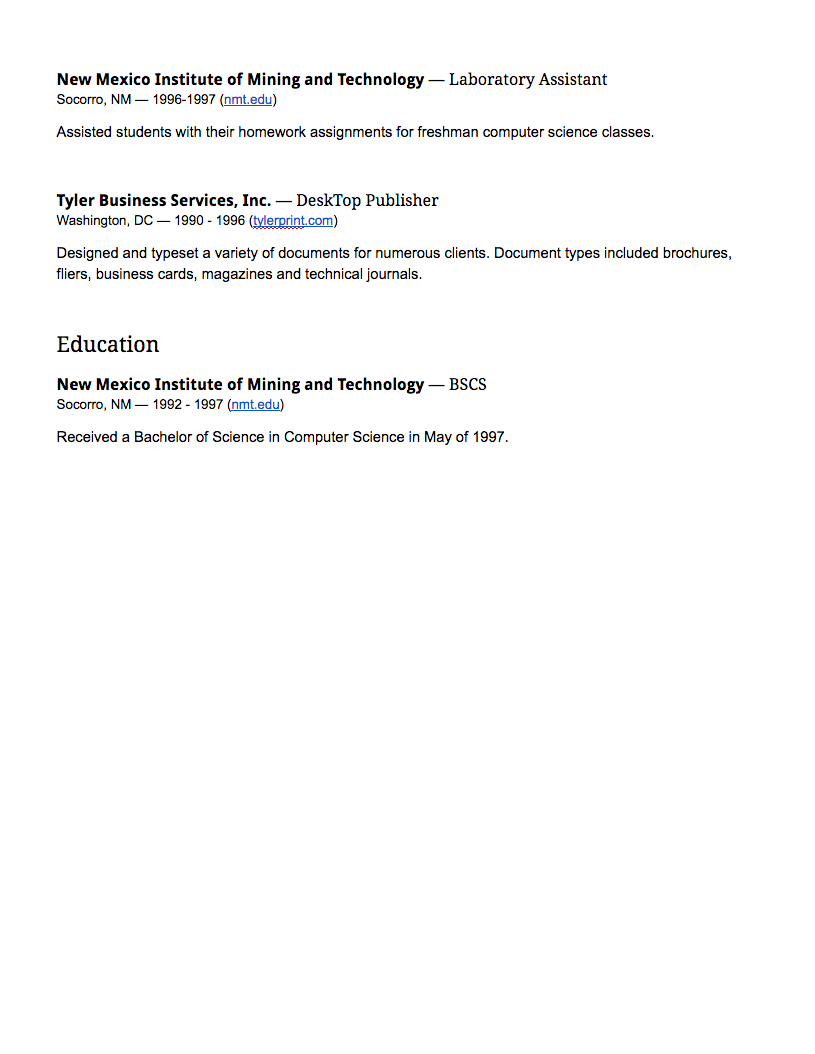 New Mexico Institute of Mining and Technology — Laboratory Assistant
Socorro, NM — 1996-1997 (nmt.edu)
Assisted students with their homework assignments for freshman computer science classes.
Tyler Business Services, Inc. — DeskTop Publisher
Washington, DC — 1990 - 1996 (tylerprint.com)
Designed and typeset a variety of documents for numerous clients. Document types included brochures,
fliers, business cards, magazines and technical journals.
Education
New Mexico Institute of Mining and Technology — BSCS
Socorro, NM — 1992 - 1997 (nmt.edu)
Received a Bachelor of Science in Computer Science in May of 1997.